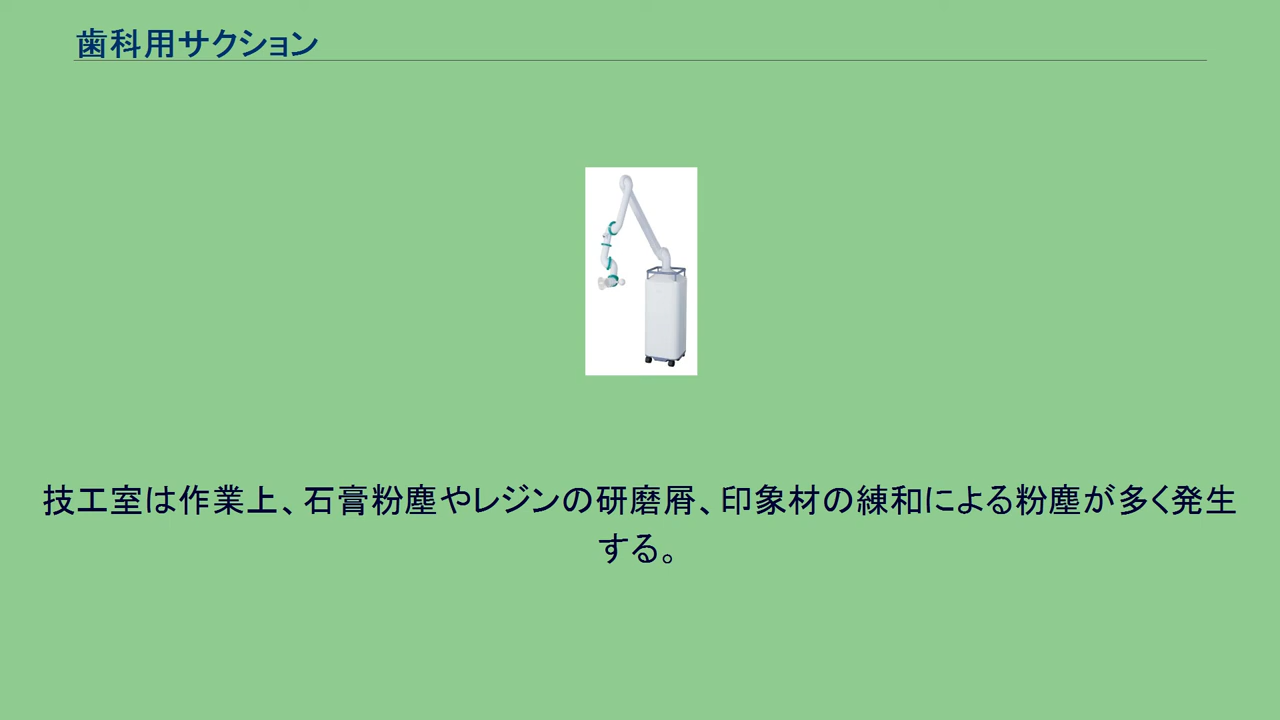 歯科用サクション
技工室は作業上、石膏粉塵やレジンの研磨屑、印象材の練和による粉塵が多く発生
する。